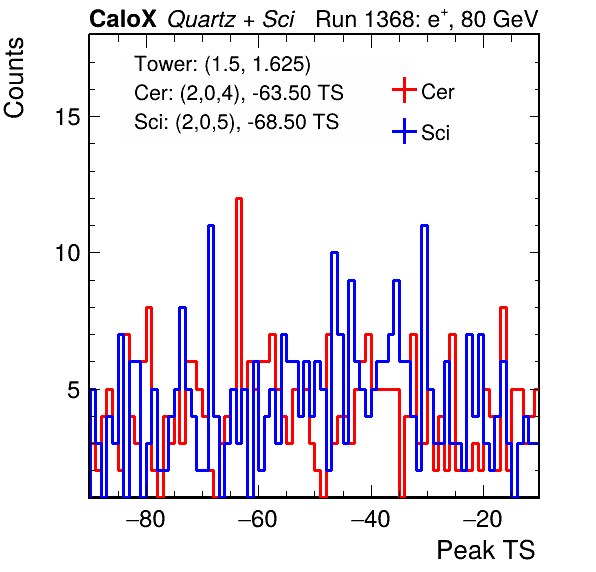 CaloX Quartz + Sci Run 1368: e⁺, 80 GeV
Counts
Tower: (1.5, 1.625)
Cer: (2,0,4), -63.50 TS
Sci: (2,0,5), -68.50 TS
Cer
Sci
15
10
5
−80 −60 −40 −20
Peak TS